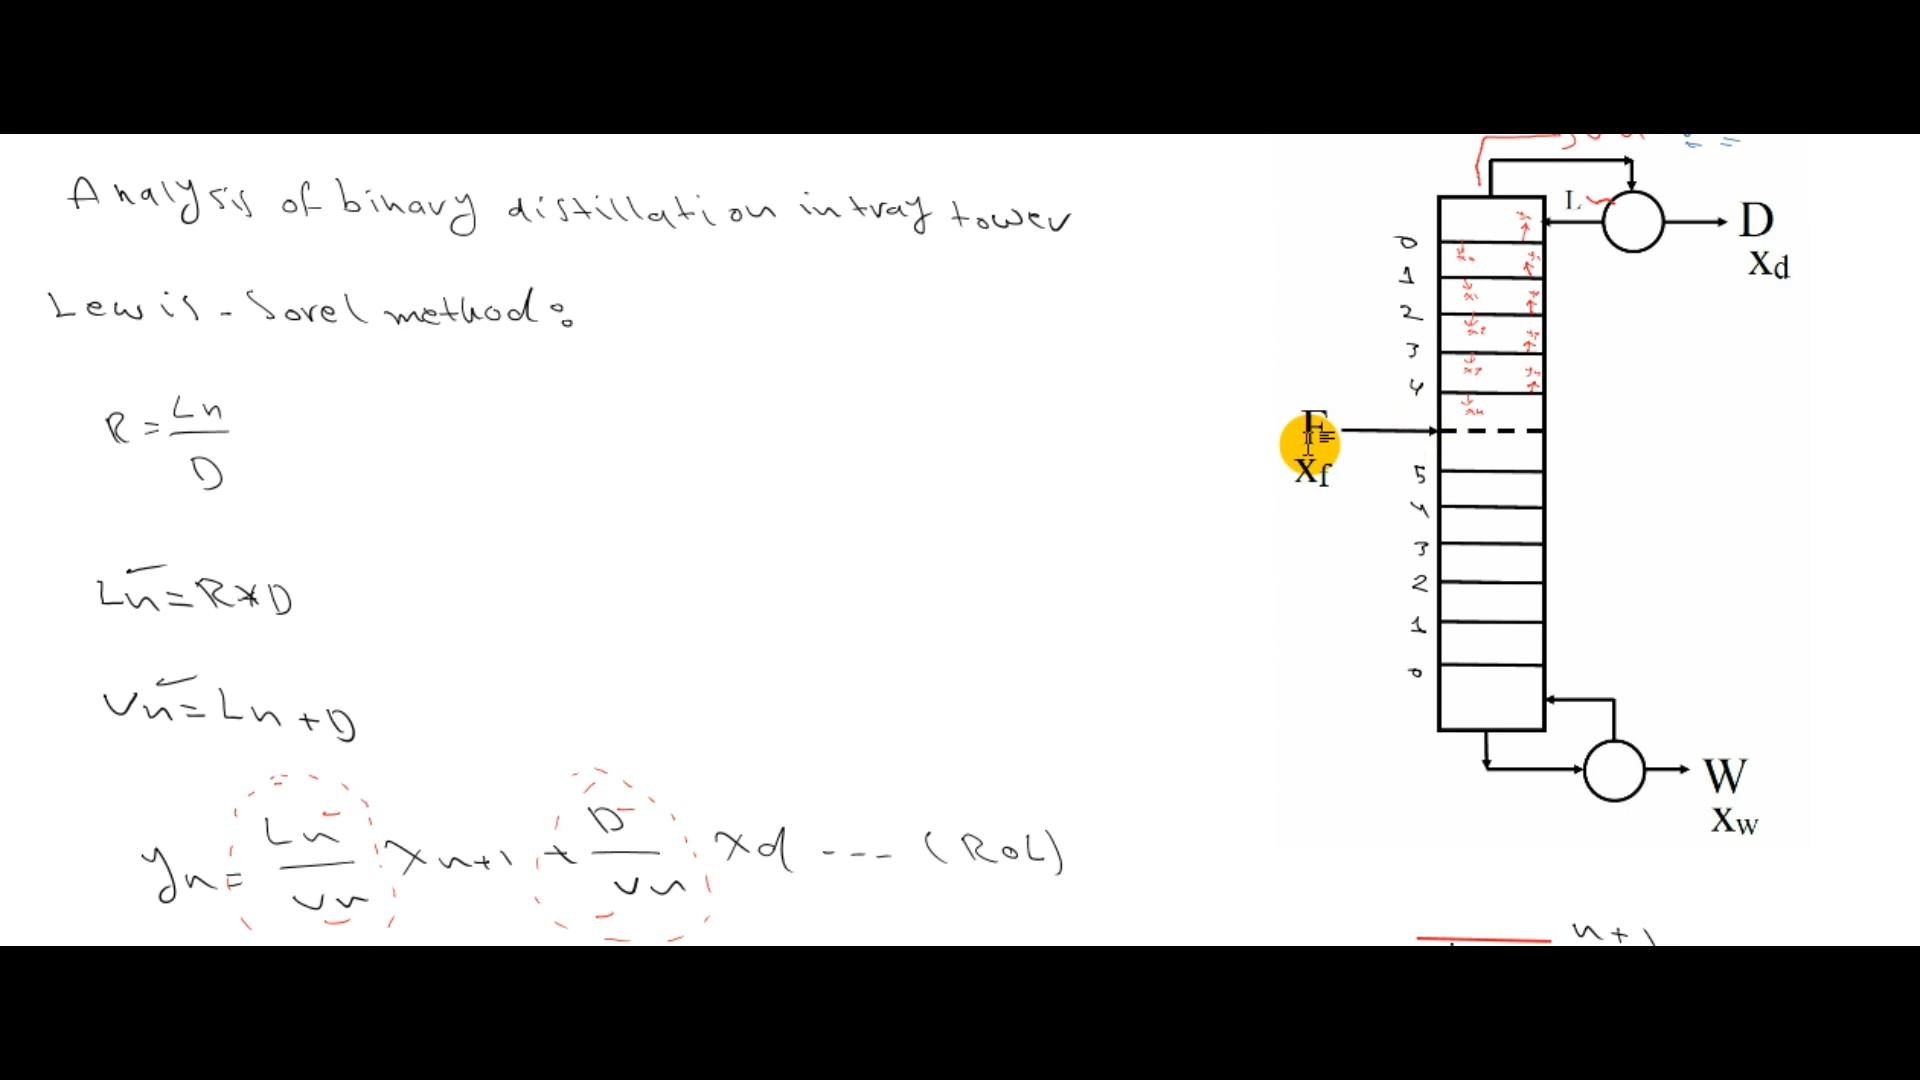 Analysis of binary distillation in tray tower
Lewis - Sorel method:
R = Ln / D
Ln = R * D
Vn = Ln + D
yn = Ln / Vn xn+1 + D / Vn xd --- (ROL)
L
D
xd
0
1
2
3
4
F
xf
5
4
3
2
1
0
W
xw
n+1